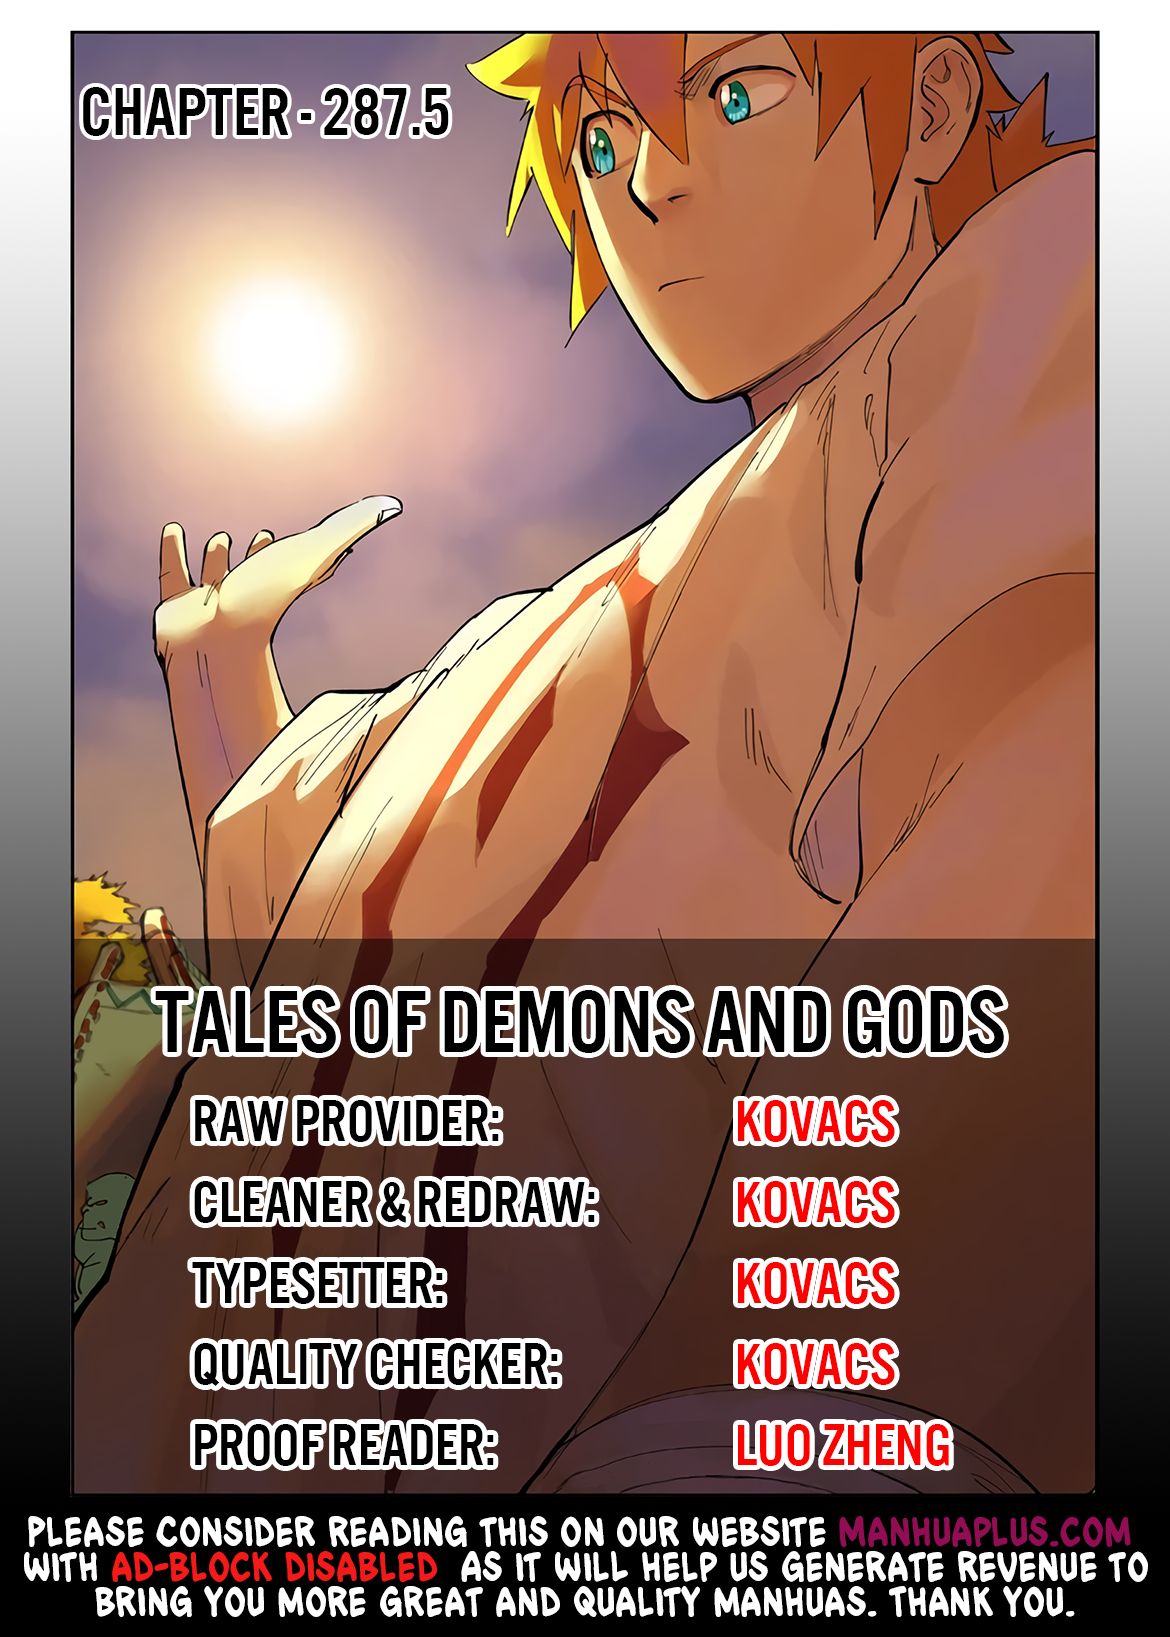 CHAPTER - 287.5
TALES OF DEMONS AND GODS
RAW PROVIDER: KOVACS
CLEANER & REDRAW: KOVACS
TYPESETTER: KOVACS
QUALITY CHECKER: KOVACS
PROOF READER: LUO ZHENG
PLEASE CONSIDER READING THIS ON OUR WEBSITE MANHUAPLUS.COM
WITH AD-BLOCK DISABLED AS IT WILL HELP US GENERATE REVENUE TO
BRING YOU MORE GREAT AND QUALITY MANHUAS. THANK YOU.